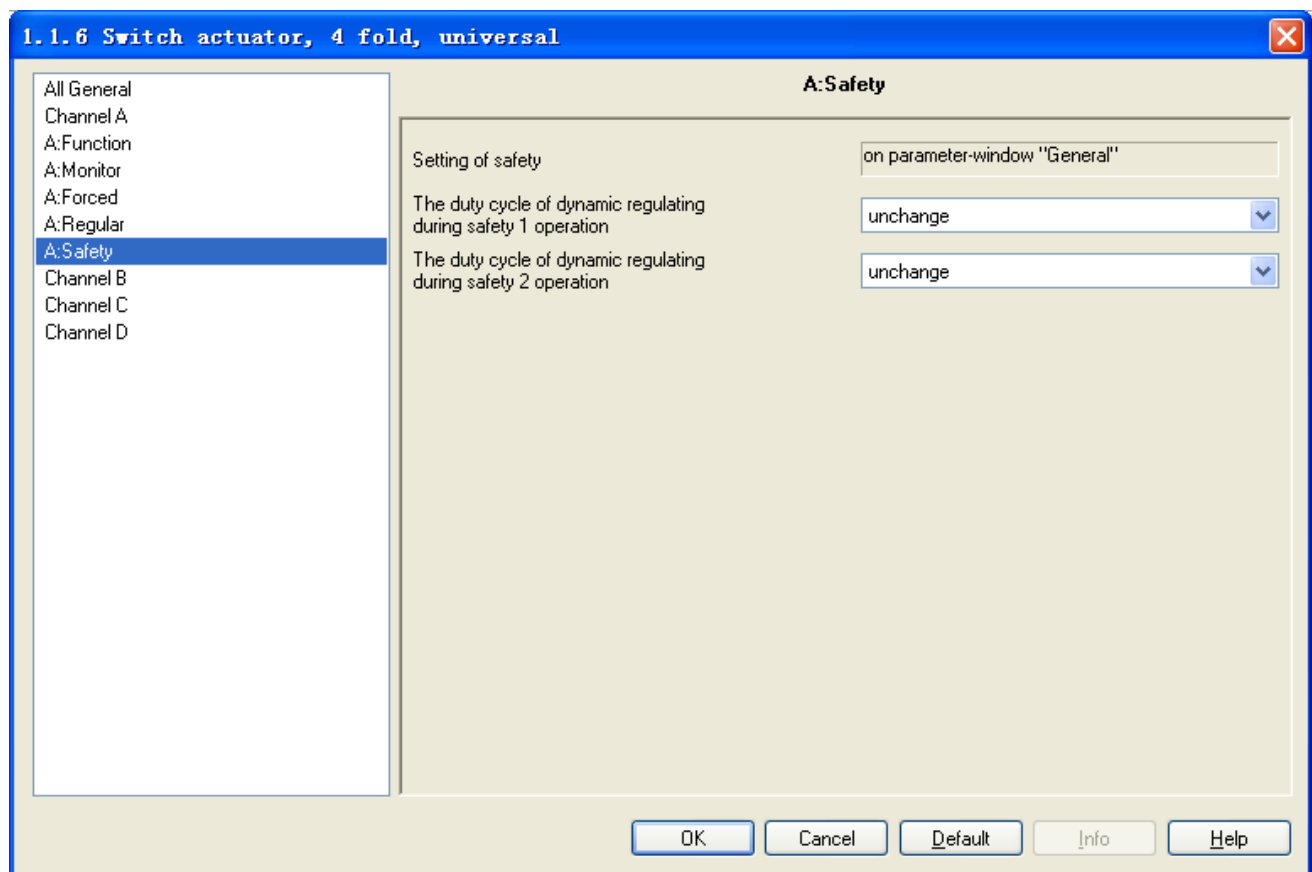 1.1.6 Switch actuator, 4 fold, universal
All General
Channel A
A:Function
A:Monitor
A:Forced
A:Regular
A:Safety
Channel B
Channel C
Channel D
A:Safety
Setting of safety
on parameter-window "General"
The duty cycle of dynamic regulating
during safety 1 operation
unchange
The duty cycle of dynamic regulating
during safety 2 operation
unchange
OK
Cancel
Default
Info
Help